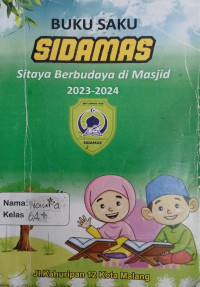 BUKU SAKU
SIDAMAS
Sitaya Berbudaya di Masjid
2023-2024
SIDAMAS
Nama:
Kelas
Jl.Kahuripan 12 Kota Malang